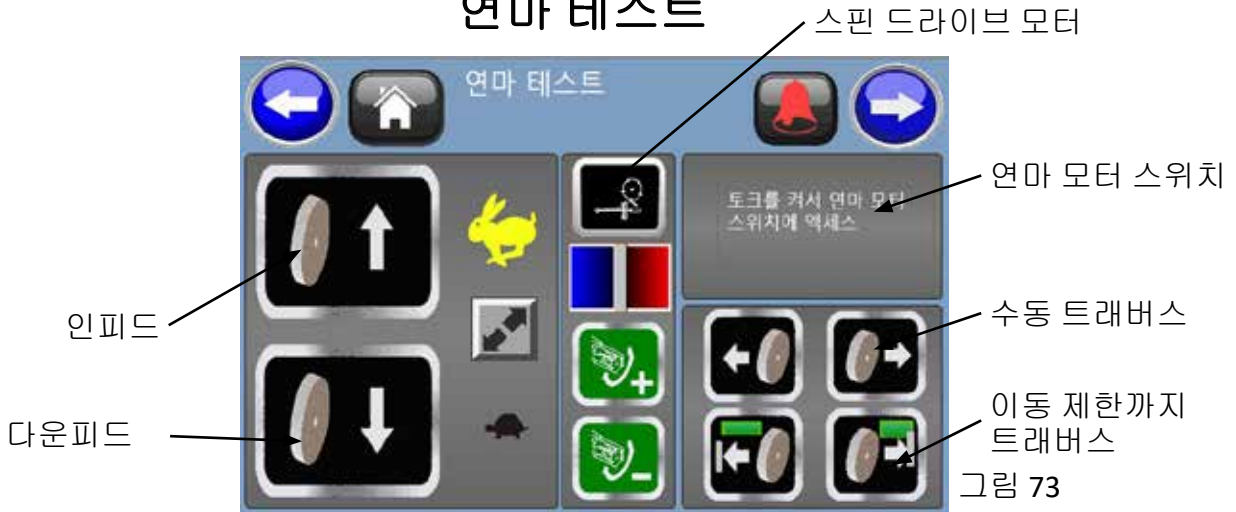 연마 테스트
스핀 드라이브 모터
연마 테스트
토크를 켜서 연마 모터
스위치에 액세스
연마 모터 스위치
인피드
수동 트래버스
다운피드
이동 제한까지
트래버스
그림 73